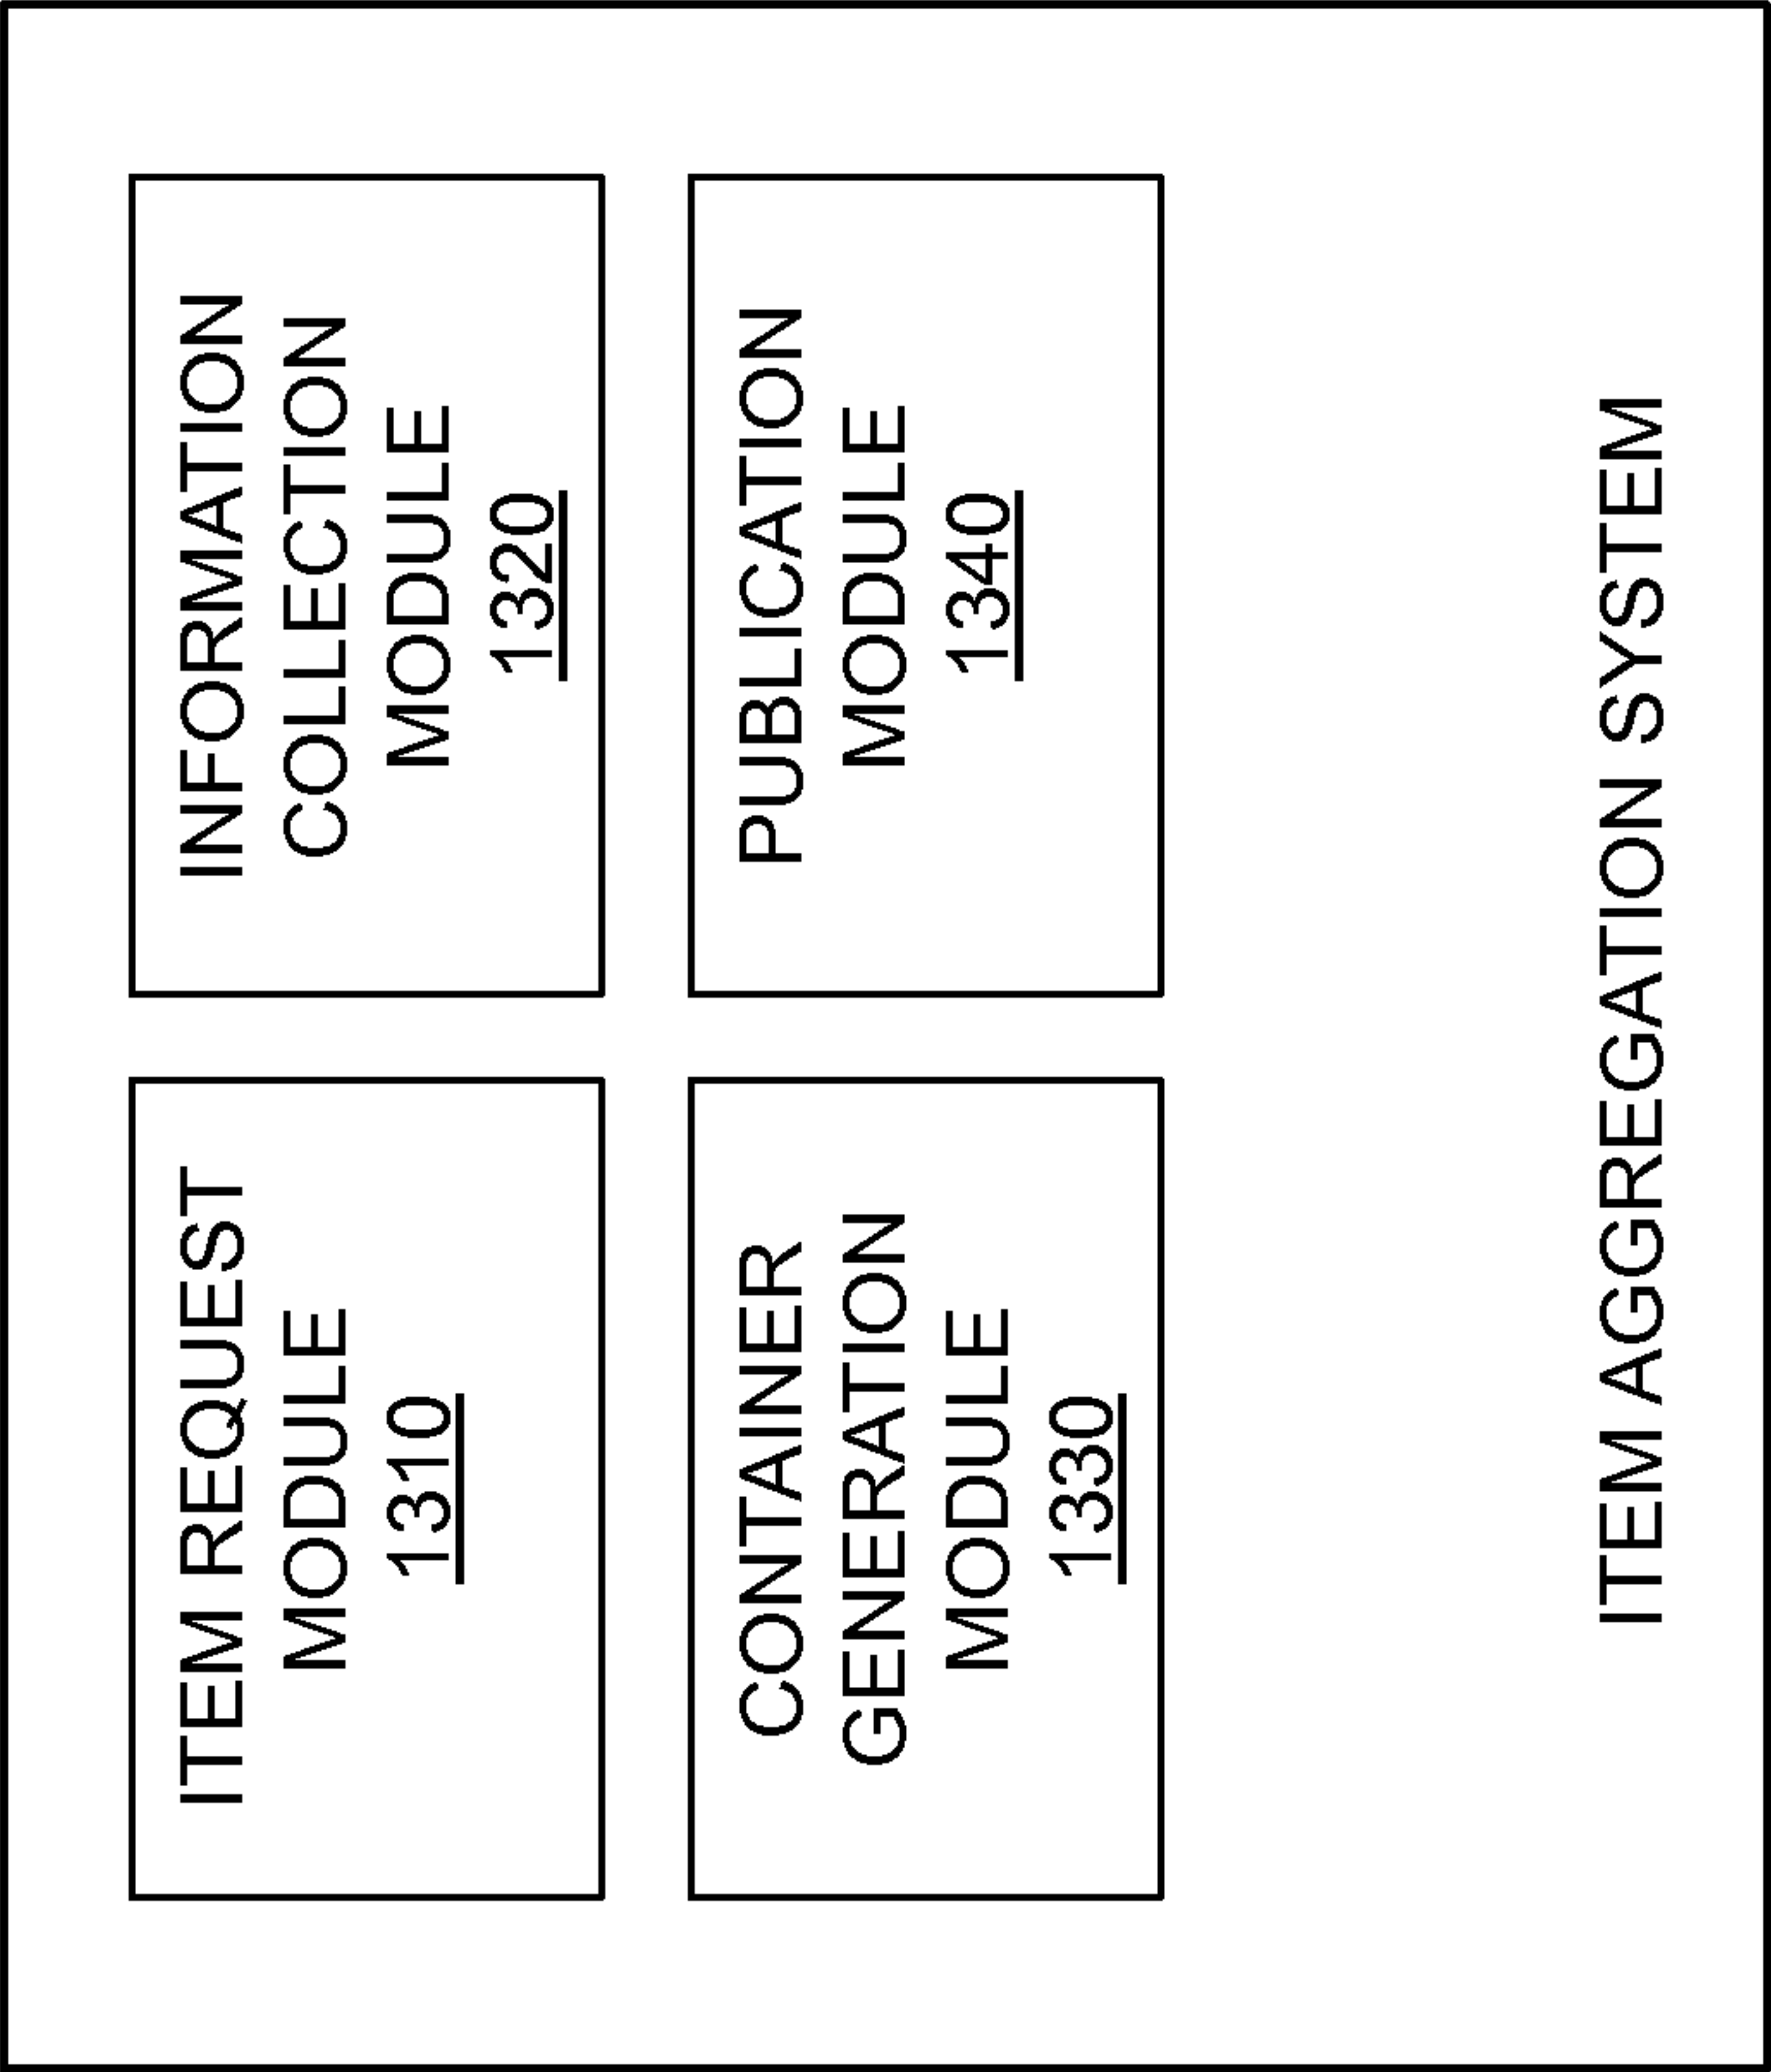 ITEM REQUEST
MODULE
1310
INFORMATION
COLLECTION
MODULE
1320
CONTAINER
GENERATION
MODULE
1330
PUBLICATION
MODULE
1340
ITEM AGGREGATION SYSTEM